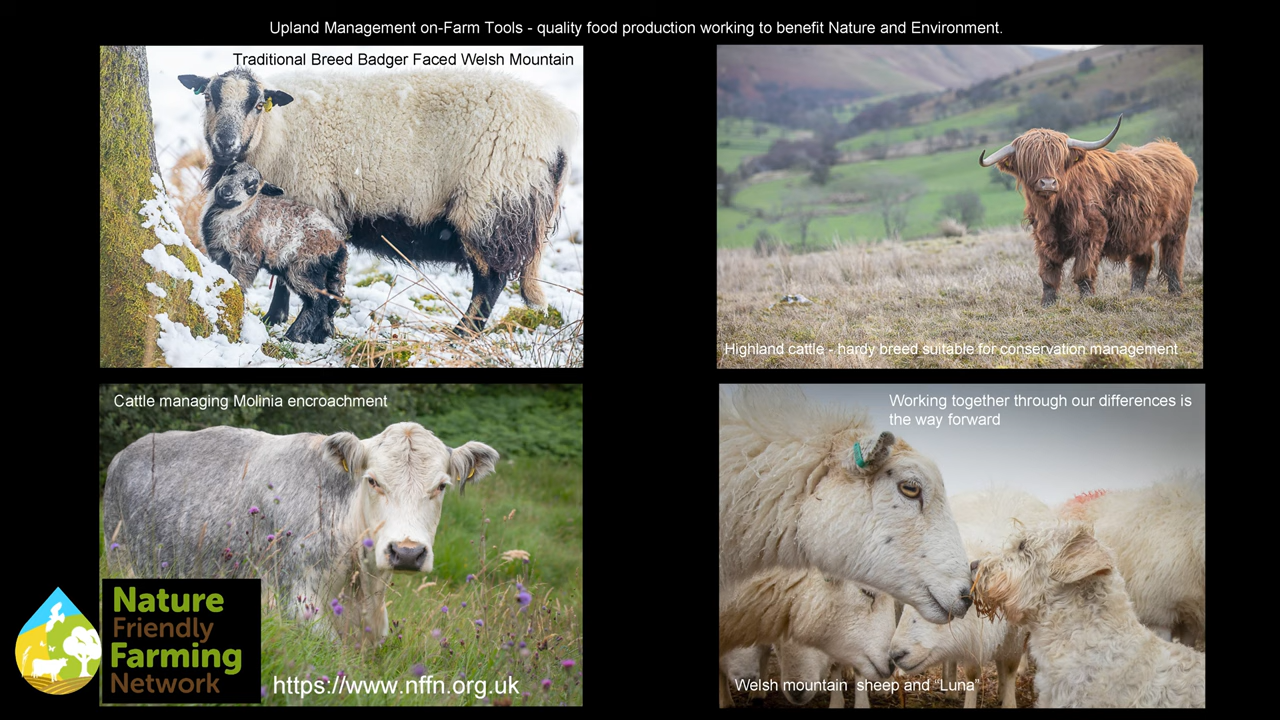 Upland Management on-Farm Tools - quality food production working to benefit Nature and Environment.
Traditional Breed Badger Faced Welsh Mountain
Highland cattle - hardy breed suitable for conservation management
Cattle managing Molinia encroachment
Working together through our differences is
the way forward
Nature
Friendly
Farming
Network
https://www.nffn.org.uk
Welsh mountain  sheep and “Luna”